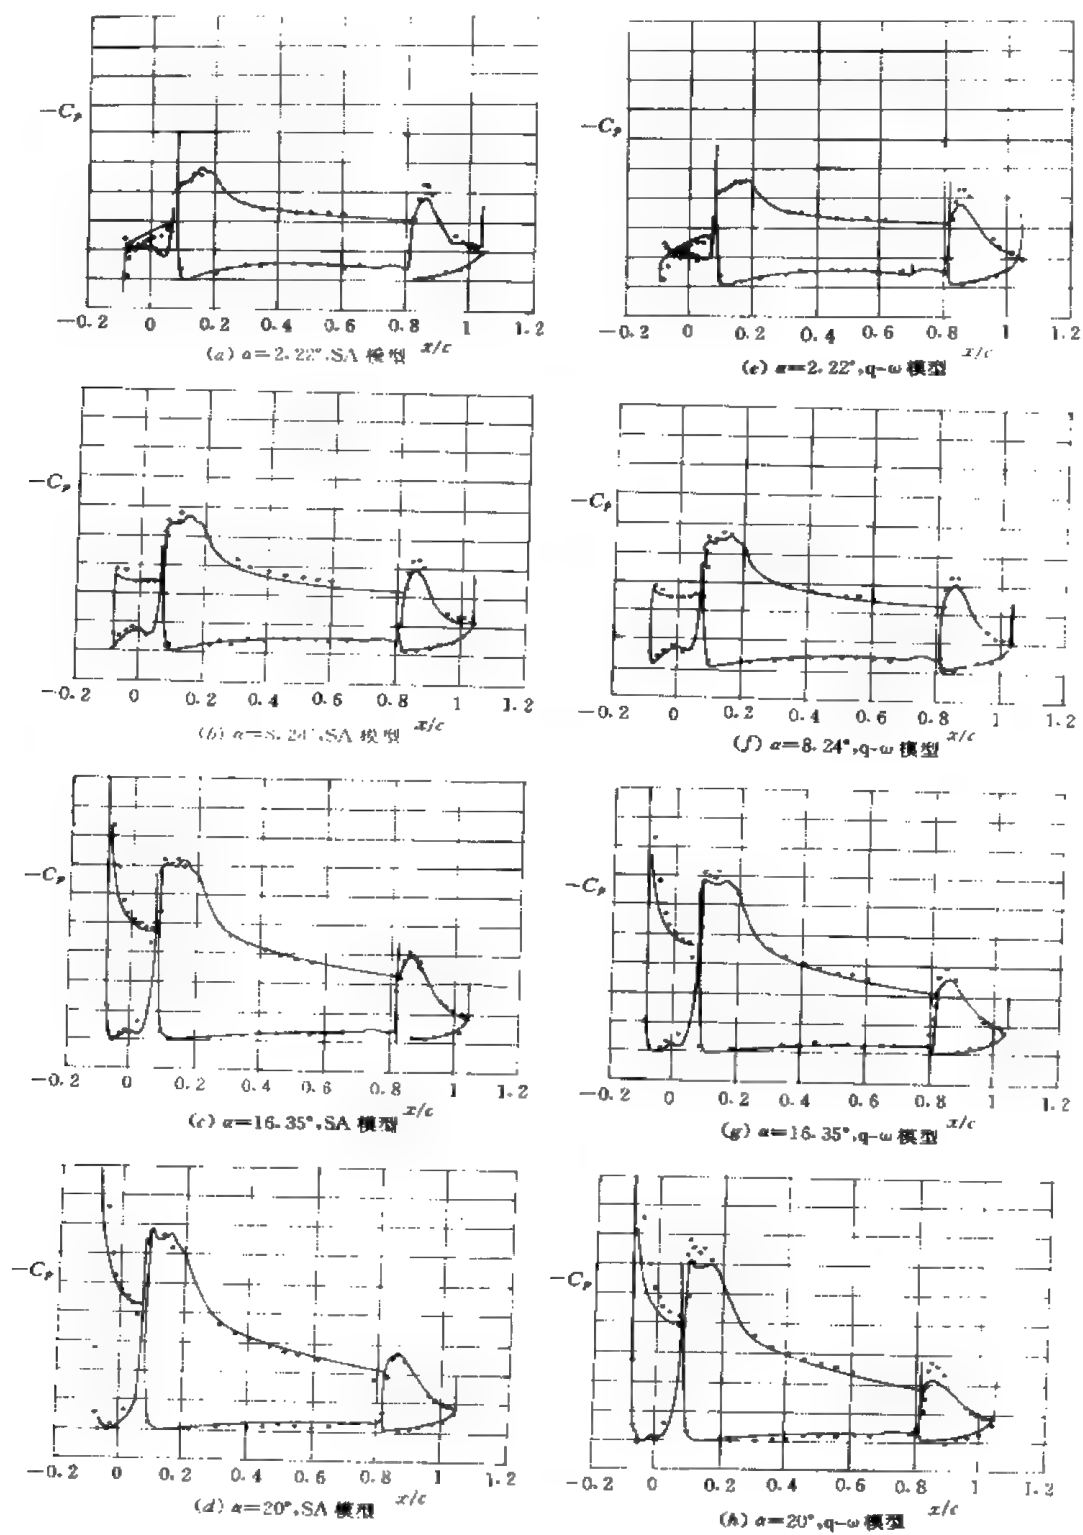 −Cₚ
−0.2 0 0.2 0.4 0.6 0.8 1 1.2
x/c
(a) α=2.22°,SA 模型
−Cₚ
−0.2 0 0.2 0.4 0.6 0.8 1 1.2
x/c
(e) α=2.22°,q-ω 模型
−Cₚ
−0.2 0 0.2 0.4 0.6 0.8 1 1.2
x/c
(b) α=8.24°,SA 模型
−Cₚ
−0.2 0 0.2 0.4 0.6 0.8 1 1.2
x/c
(f) α=8.24°,q-ω 模型
−Cₚ
−0.2 0 0.2 0.4 0.6 0.8 1 1.2
x/c
(c) α=16.35°,SA 模型
−Cₚ
−0.2 0 0.2 0.4 0.6 0.8 1 1.2
x/c
(g) α=16.35°,q-ω 模型
−Cₚ
−0.2 0 0.2 0.4 0.6 0.8 1 1.2
x/c
(d) α=20°,SA 模型
−Cₚ
−0.2 0 0.2 0.4 0.6 0.8 1 1.2
x/c
(h) α=20°,q-ω 模型